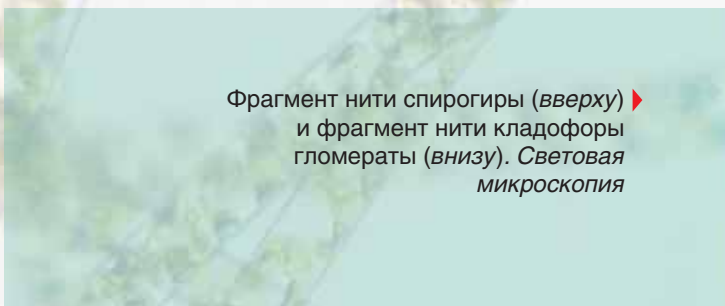 Фрагмент нити спирогиры (вверху)
и фрагмент нити кладофоры
гломераты (внизу). Световая
микроскопия